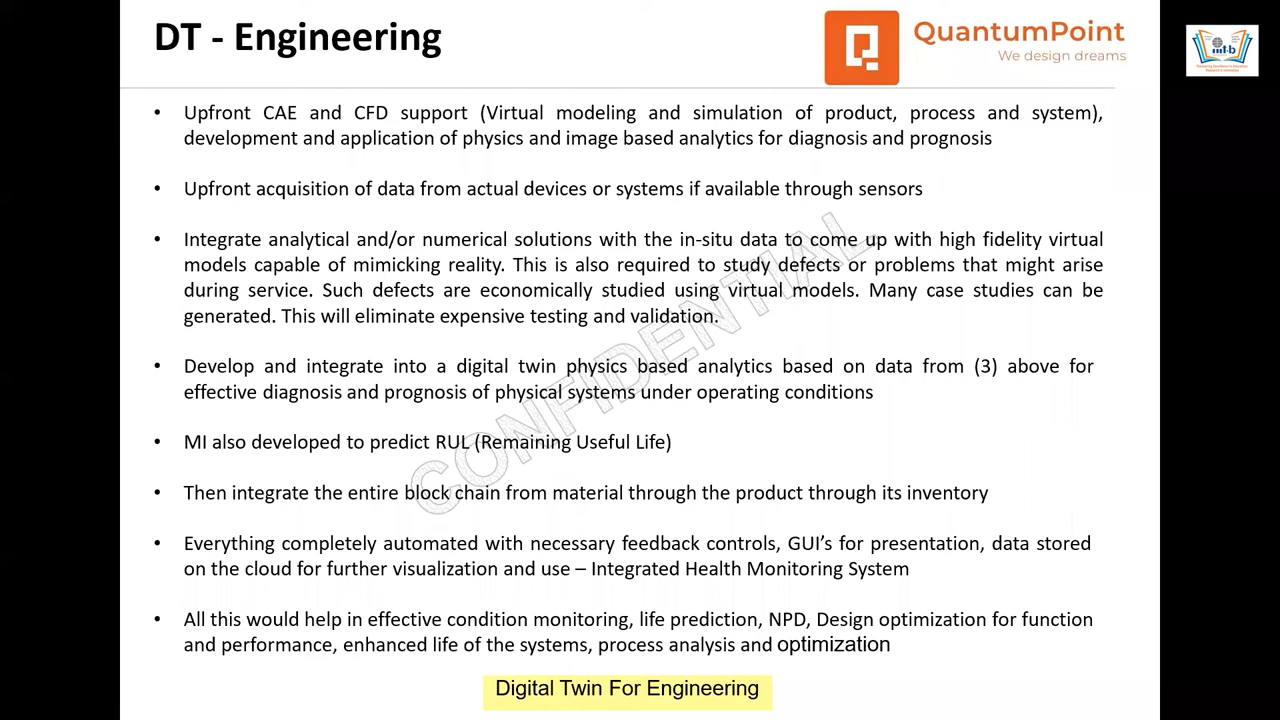 DT - Engineering
QuantumPoint
We design dreams
• Upfront CAE and CFD support (Virtual modeling and simulation of product, process and system),
development and application of physics and image based analytics for diagnosis and prognosis
• Upfront acquisition of data from actual devices or systems if available through sensors
• Integrate analytical and/or numerical solutions with the in-situ data to come up with high fidelity virtual
models capable of mimicking reality. This is also required to study defects or problems that might arise
during service. Such defects are economically studied using virtual models. Many case studies can be
generated. This will eliminate expensive testing and validation.
• Develop and integrate into a digital twin physics based analytics based on data from (3) above for
effective diagnosis and prognosis of physical systems under operating conditions
• MI also developed to predict RUL (Remaining Useful Life)
• Then integrate the entire block chain from material through the product through its inventory
• Everything completely automated with necessary feedback controls, GUI’s for presentation, data stored
on the cloud for further visualization and use – Integrated Health Monitoring System
• All this would help in effective condition monitoring, life prediction, NPD, Design optimization for function
and performance, enhanced life of the systems, process analysis and optimization
CONFIDENTIAL
Digital Twin For Engineering